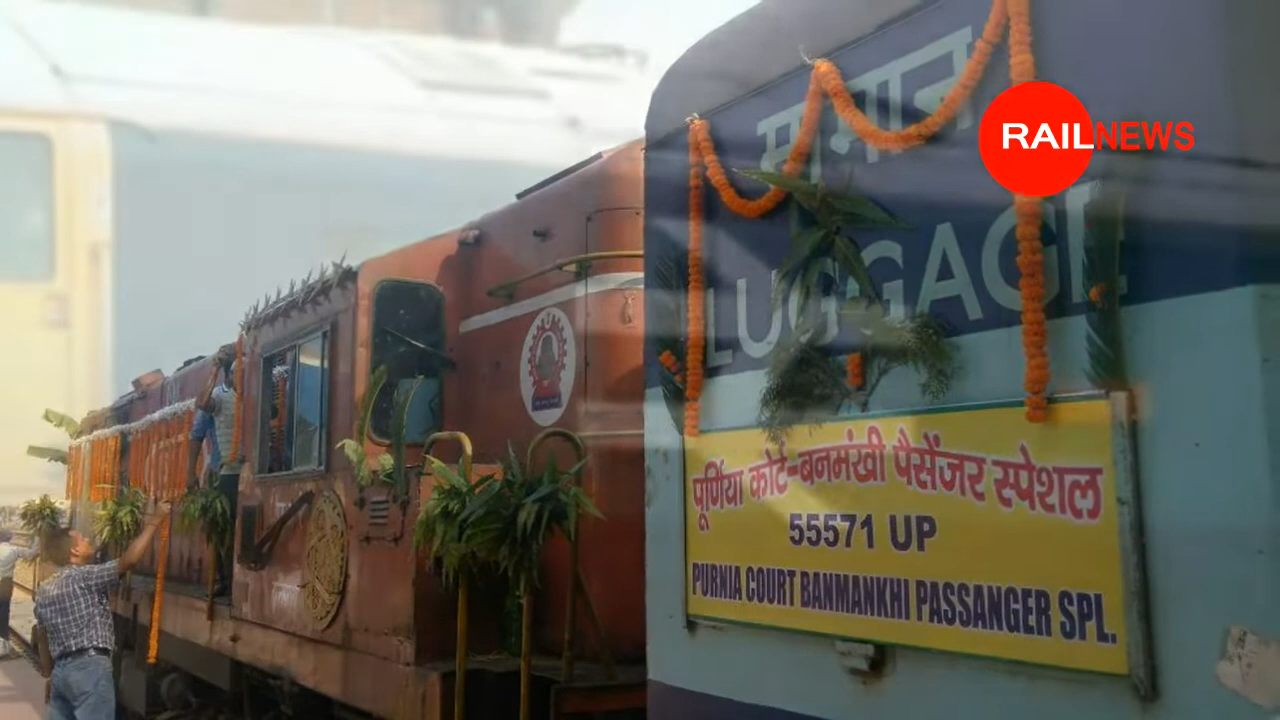 सामान
LUGGAGE
RAILNEWS
पूर्णिया कोर्ट-बनमंखी पैसेंजर स्पेशल
55571 UP
PURNIA COURT BANMANKHI PASSANGER SPL.